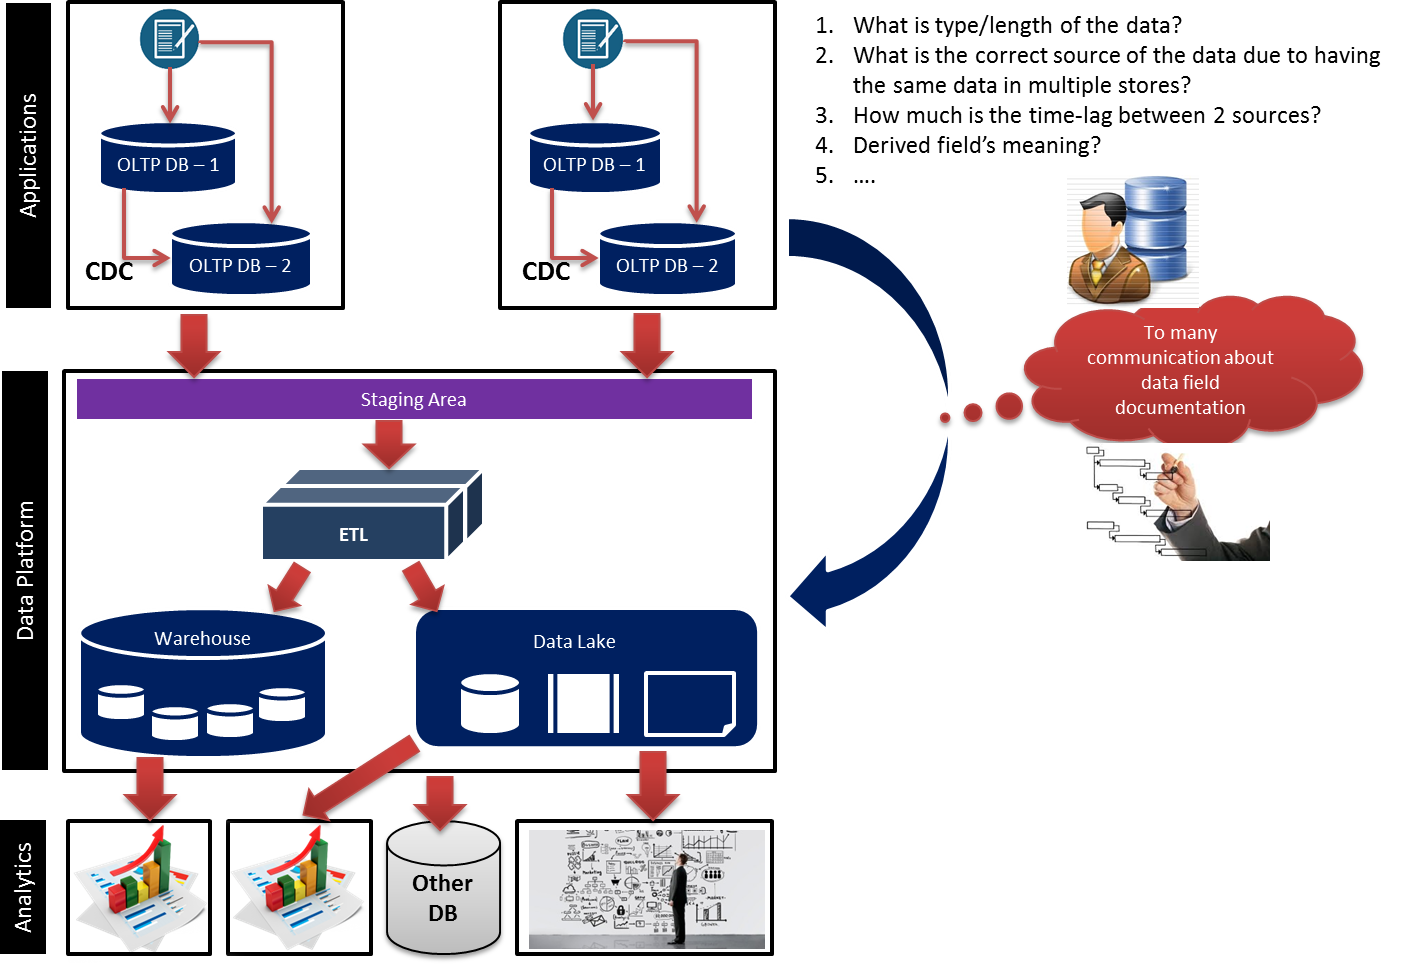 Applications
OLTP DB – 1
OLTP DB – 2
CDC
OLTP DB – 1
OLTP DB – 2
CDC
1. What is type/length of the data?
2. What is the correct source of the data due to having
the same data in multiple stores?
3. How much is the time-lag between 2 sources?
4. Derived field’s meaning?
5. ….
To many
communication about
data field
documentation
Data Platform
Staging Area
ETL
Warehouse
Data Lake
Analytics
Other
DB